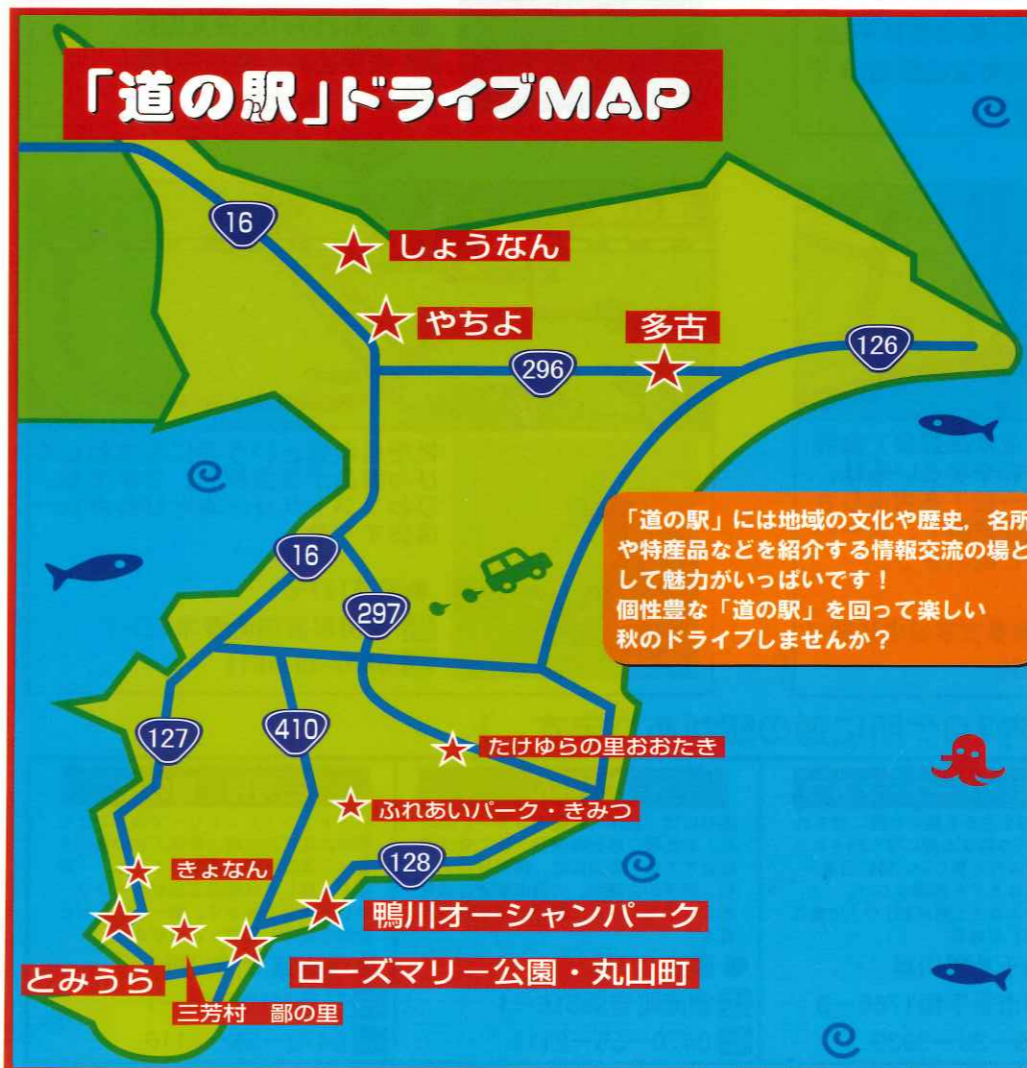 「道の駅」ドライブMAP
16
しょうなん
やちよ
多古
126
296
「道の駅」には地域の文化や歴史，名所
や特産品などを紹介する情報交流の場と
して魅力がいっぱいです！
個性豊な「道の駅」を回って楽しい
秋のドライブしませんか？
16
297
127
410
たけゆらの里おおたき
ふれあいパーク・きみつ
きょなん
128
鴨川オーシャンパーク
とみうら
ローズマリー公園・丸山町
三芳村　鄙の里